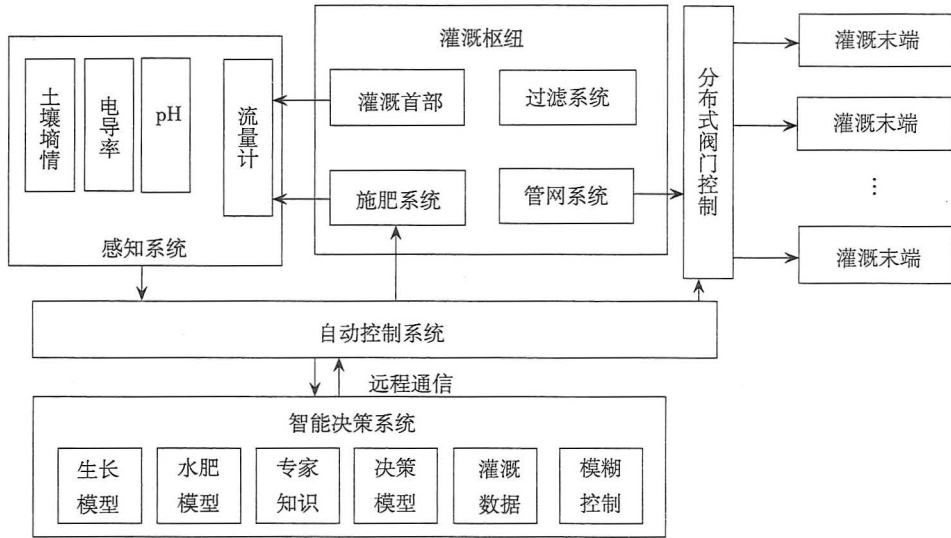 土壤墒情
电导率
pH
流量计
感知系统
灌溉枢纽
灌溉首部
过滤系统
施肥系统
管网系统
分布式阀门控制
灌溉末端
灌溉末端
⋮
灌溉末端
自动控制系统
远程通信
智能决策系统
生长
模型
水肥
模型
专家
知识
决策
模型
灌溉
数据
模糊
控制